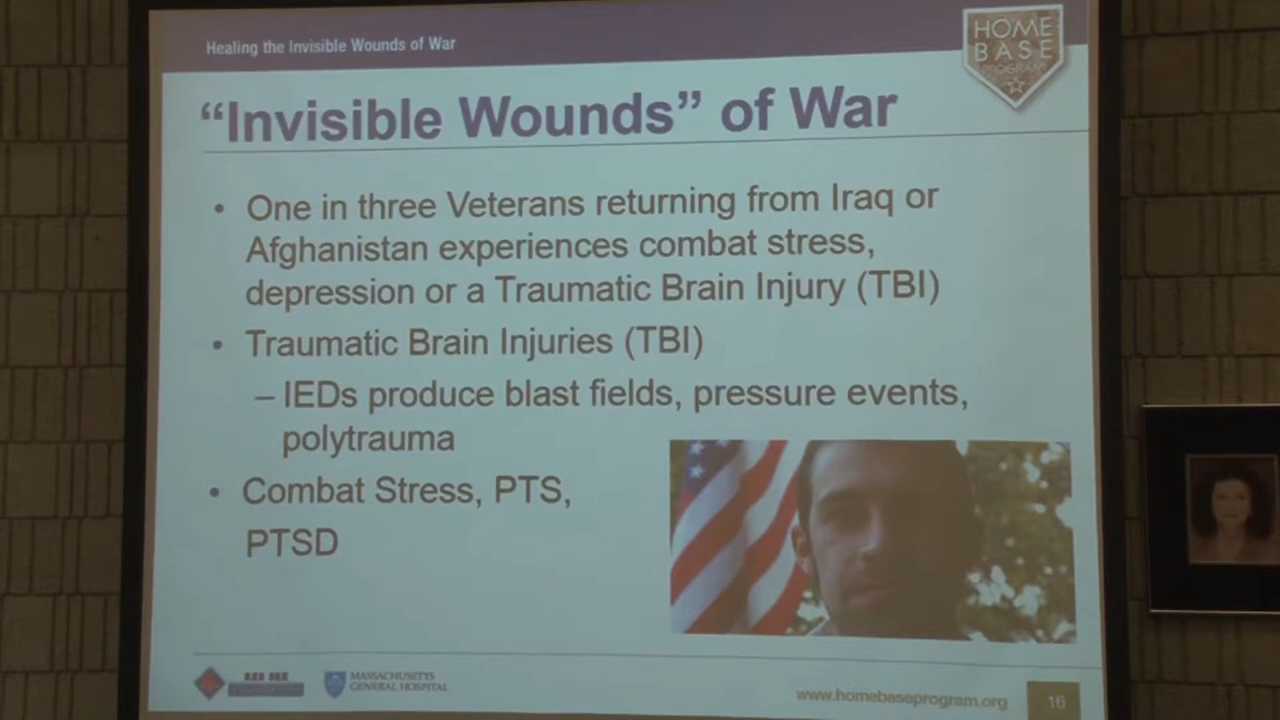 Healing the Invisible Wounds of War
HOME
BASE
PROGRAM
“Invisible Wounds” of War
• One in three Veterans returning from Iraq or
Afghanistan experiences combat stress,
depression or a Traumatic Brain Injury (TBI)
• Traumatic Brain Injuries (TBI)
– IEDs produce blast fields, pressure events,
polytrauma
• Combat Stress, PTS,
PTSD
RED SOX
MASSACHUSETTS
GENERAL HOSPITAL
www.homebaseprogram.org
16